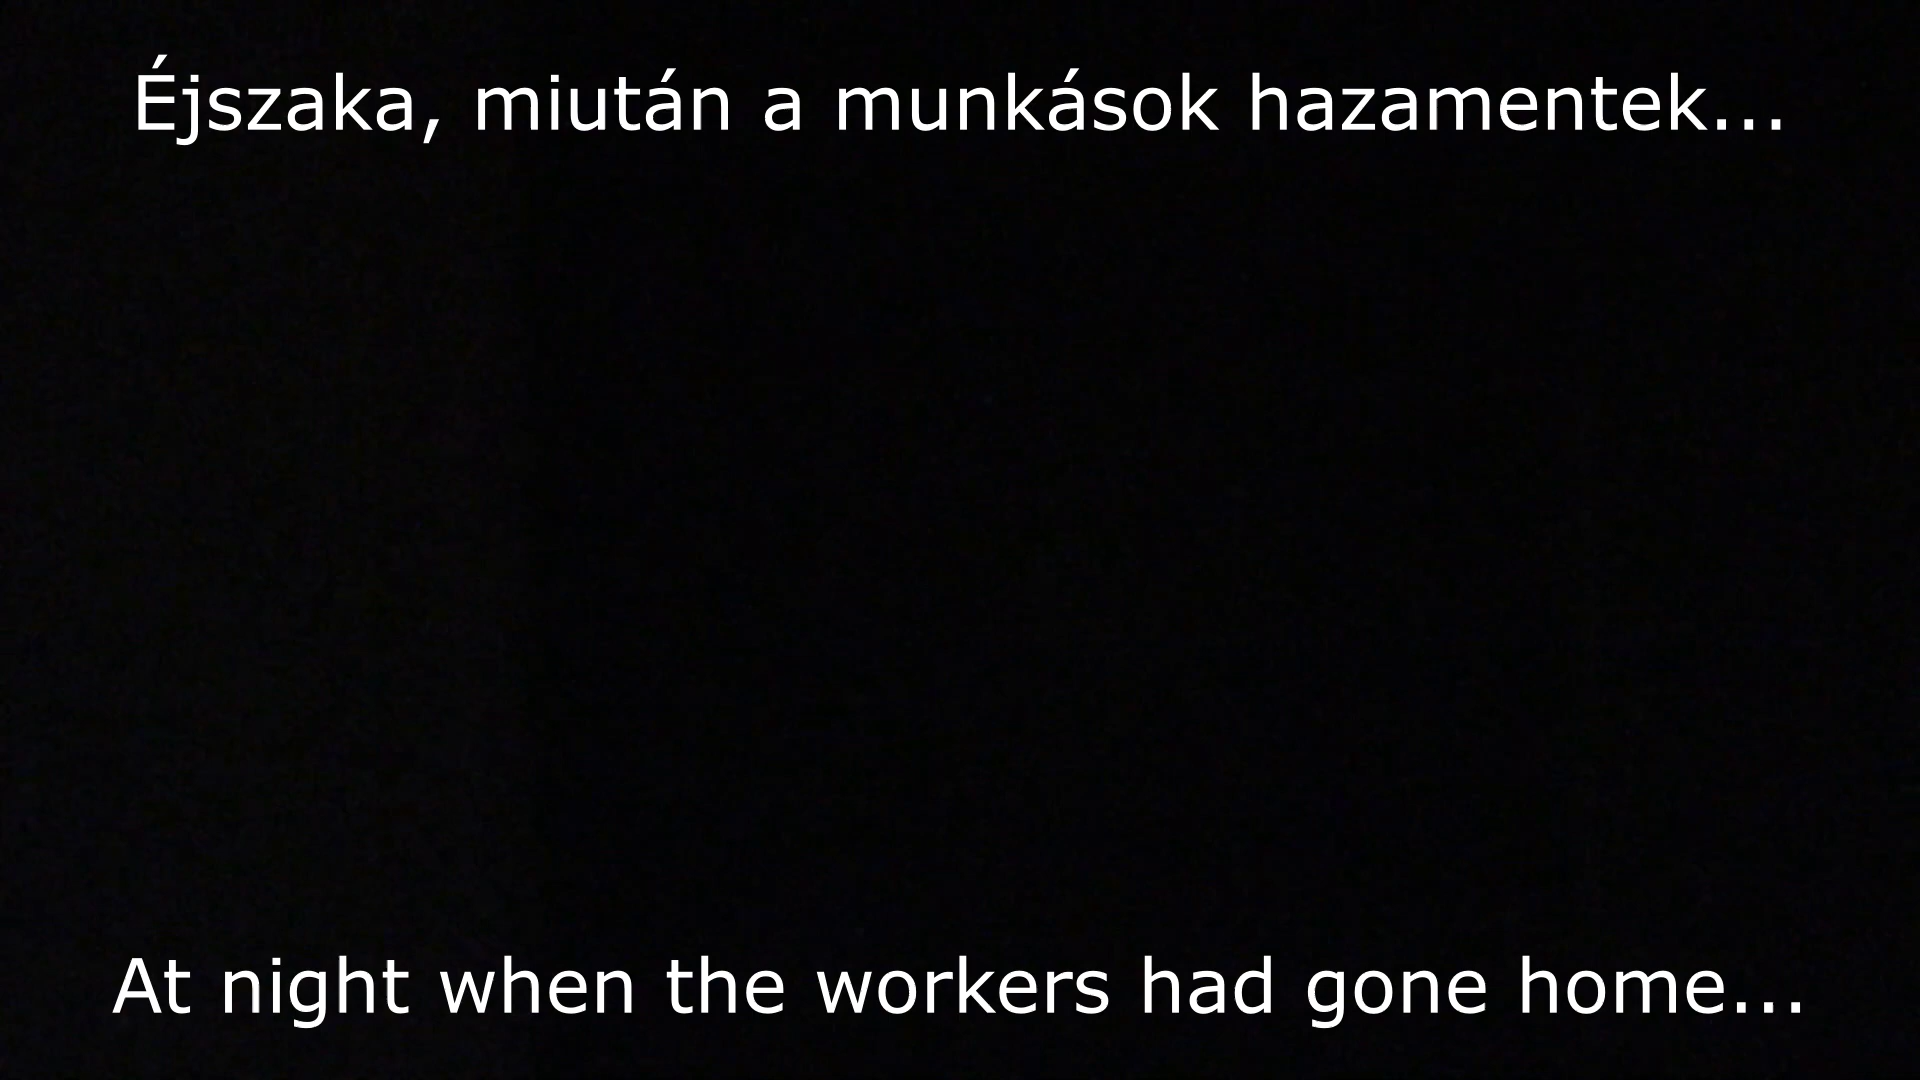 Éjszaka, miután a munkások hazamentek...
At night when the workers had gone home...